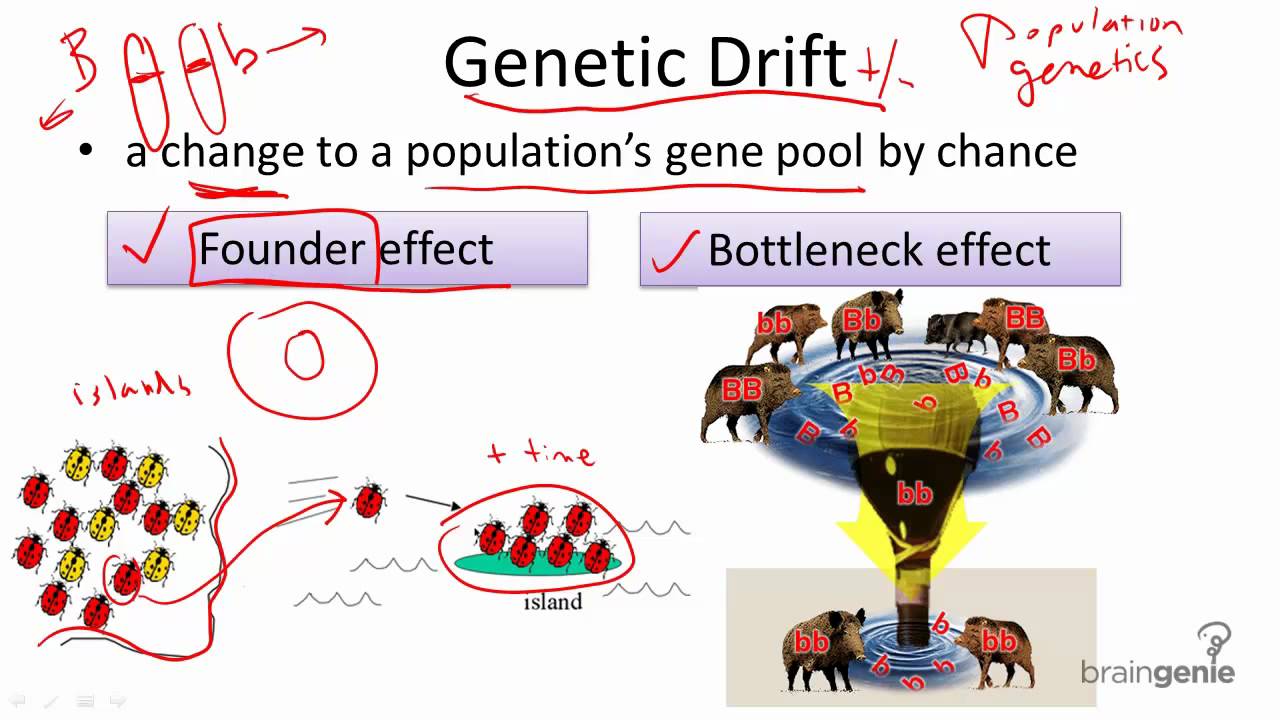 B b
Genetic Drift +/-
Population
genetics
• a change to a population's gene pool by chance
Founder effect
Bottleneck effect
islands
+ time
island
bb
Bb
BB
Bb
BB
B
b
B
B
b
b
B
b
B
B
b
b
bb
bb
bb
b
b
b
b
braingenie